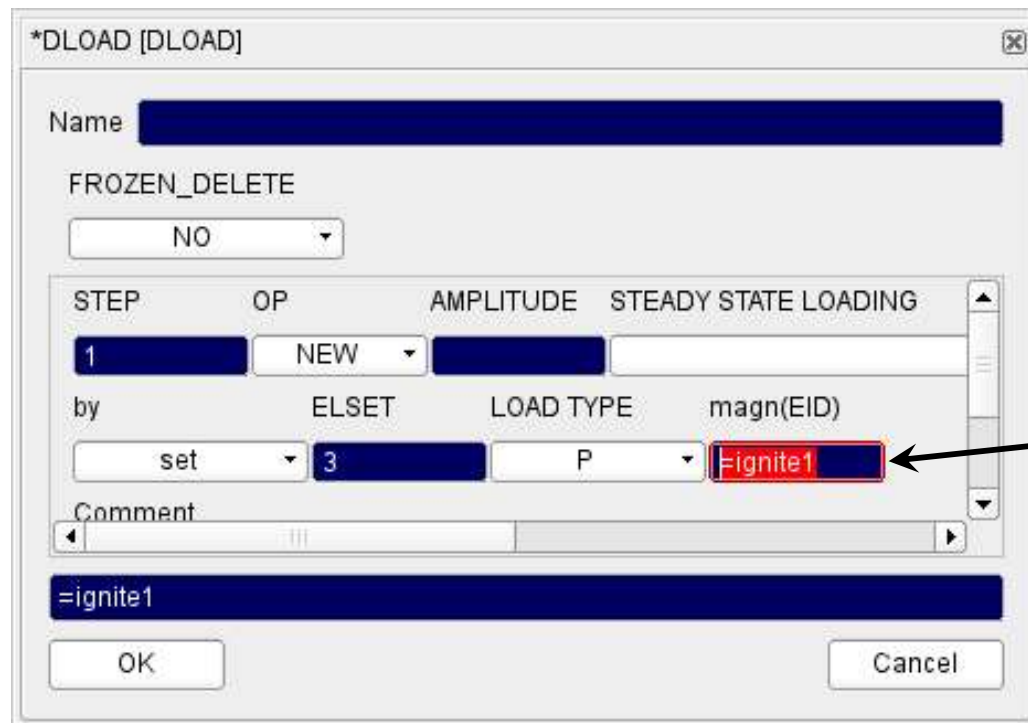 *DLOAD [DLOAD]
Name
FROZEN_DELETE
NO
STEP OP AMPLITUDE STEADY STATE LOADING
1 NEW
by ELSET LOAD TYPE magn(EID)
set 3 P =ignite1
Comment
=ignite1
OK Cancel